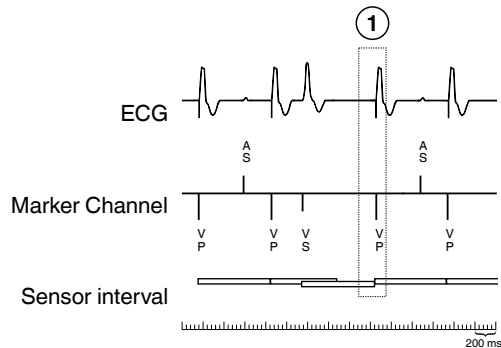 1
ECG
A
S
A
S
Marker Channel
V
P
V
P
V
S
V
P
V
P
Sensor interval
200 ms